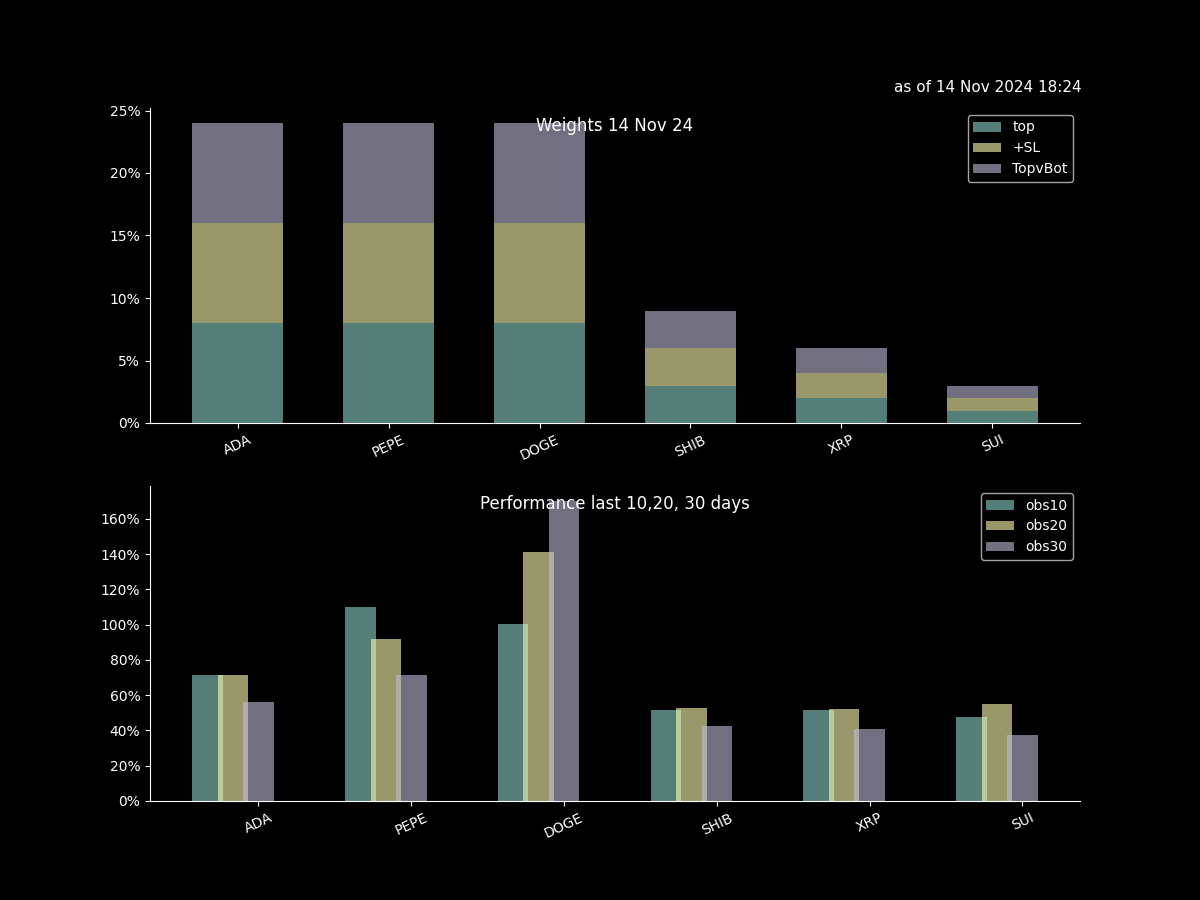 as of 14 Nov 2024 18:24
Weights 14 Nov 24
top
+SL
TopvBot
25%
20%
15%
10%
5%
0%
ADA PEPE DOGE SHIB XRP SUI
Performance last 10,20, 30 days
obs10
obs20
obs30
160%
140%
120%
100%
80%
60%
40%
20%
0%
ADA PEPE DOGE SHIB XRP SUI